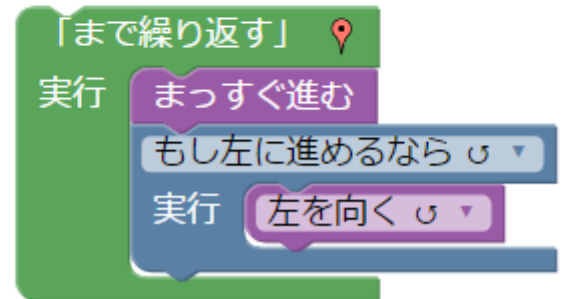 「まで繰り返す」
実行 まっすぐ進む
もし左に進めるなら ↺ ▼
実行 左を向く ↺ ▼